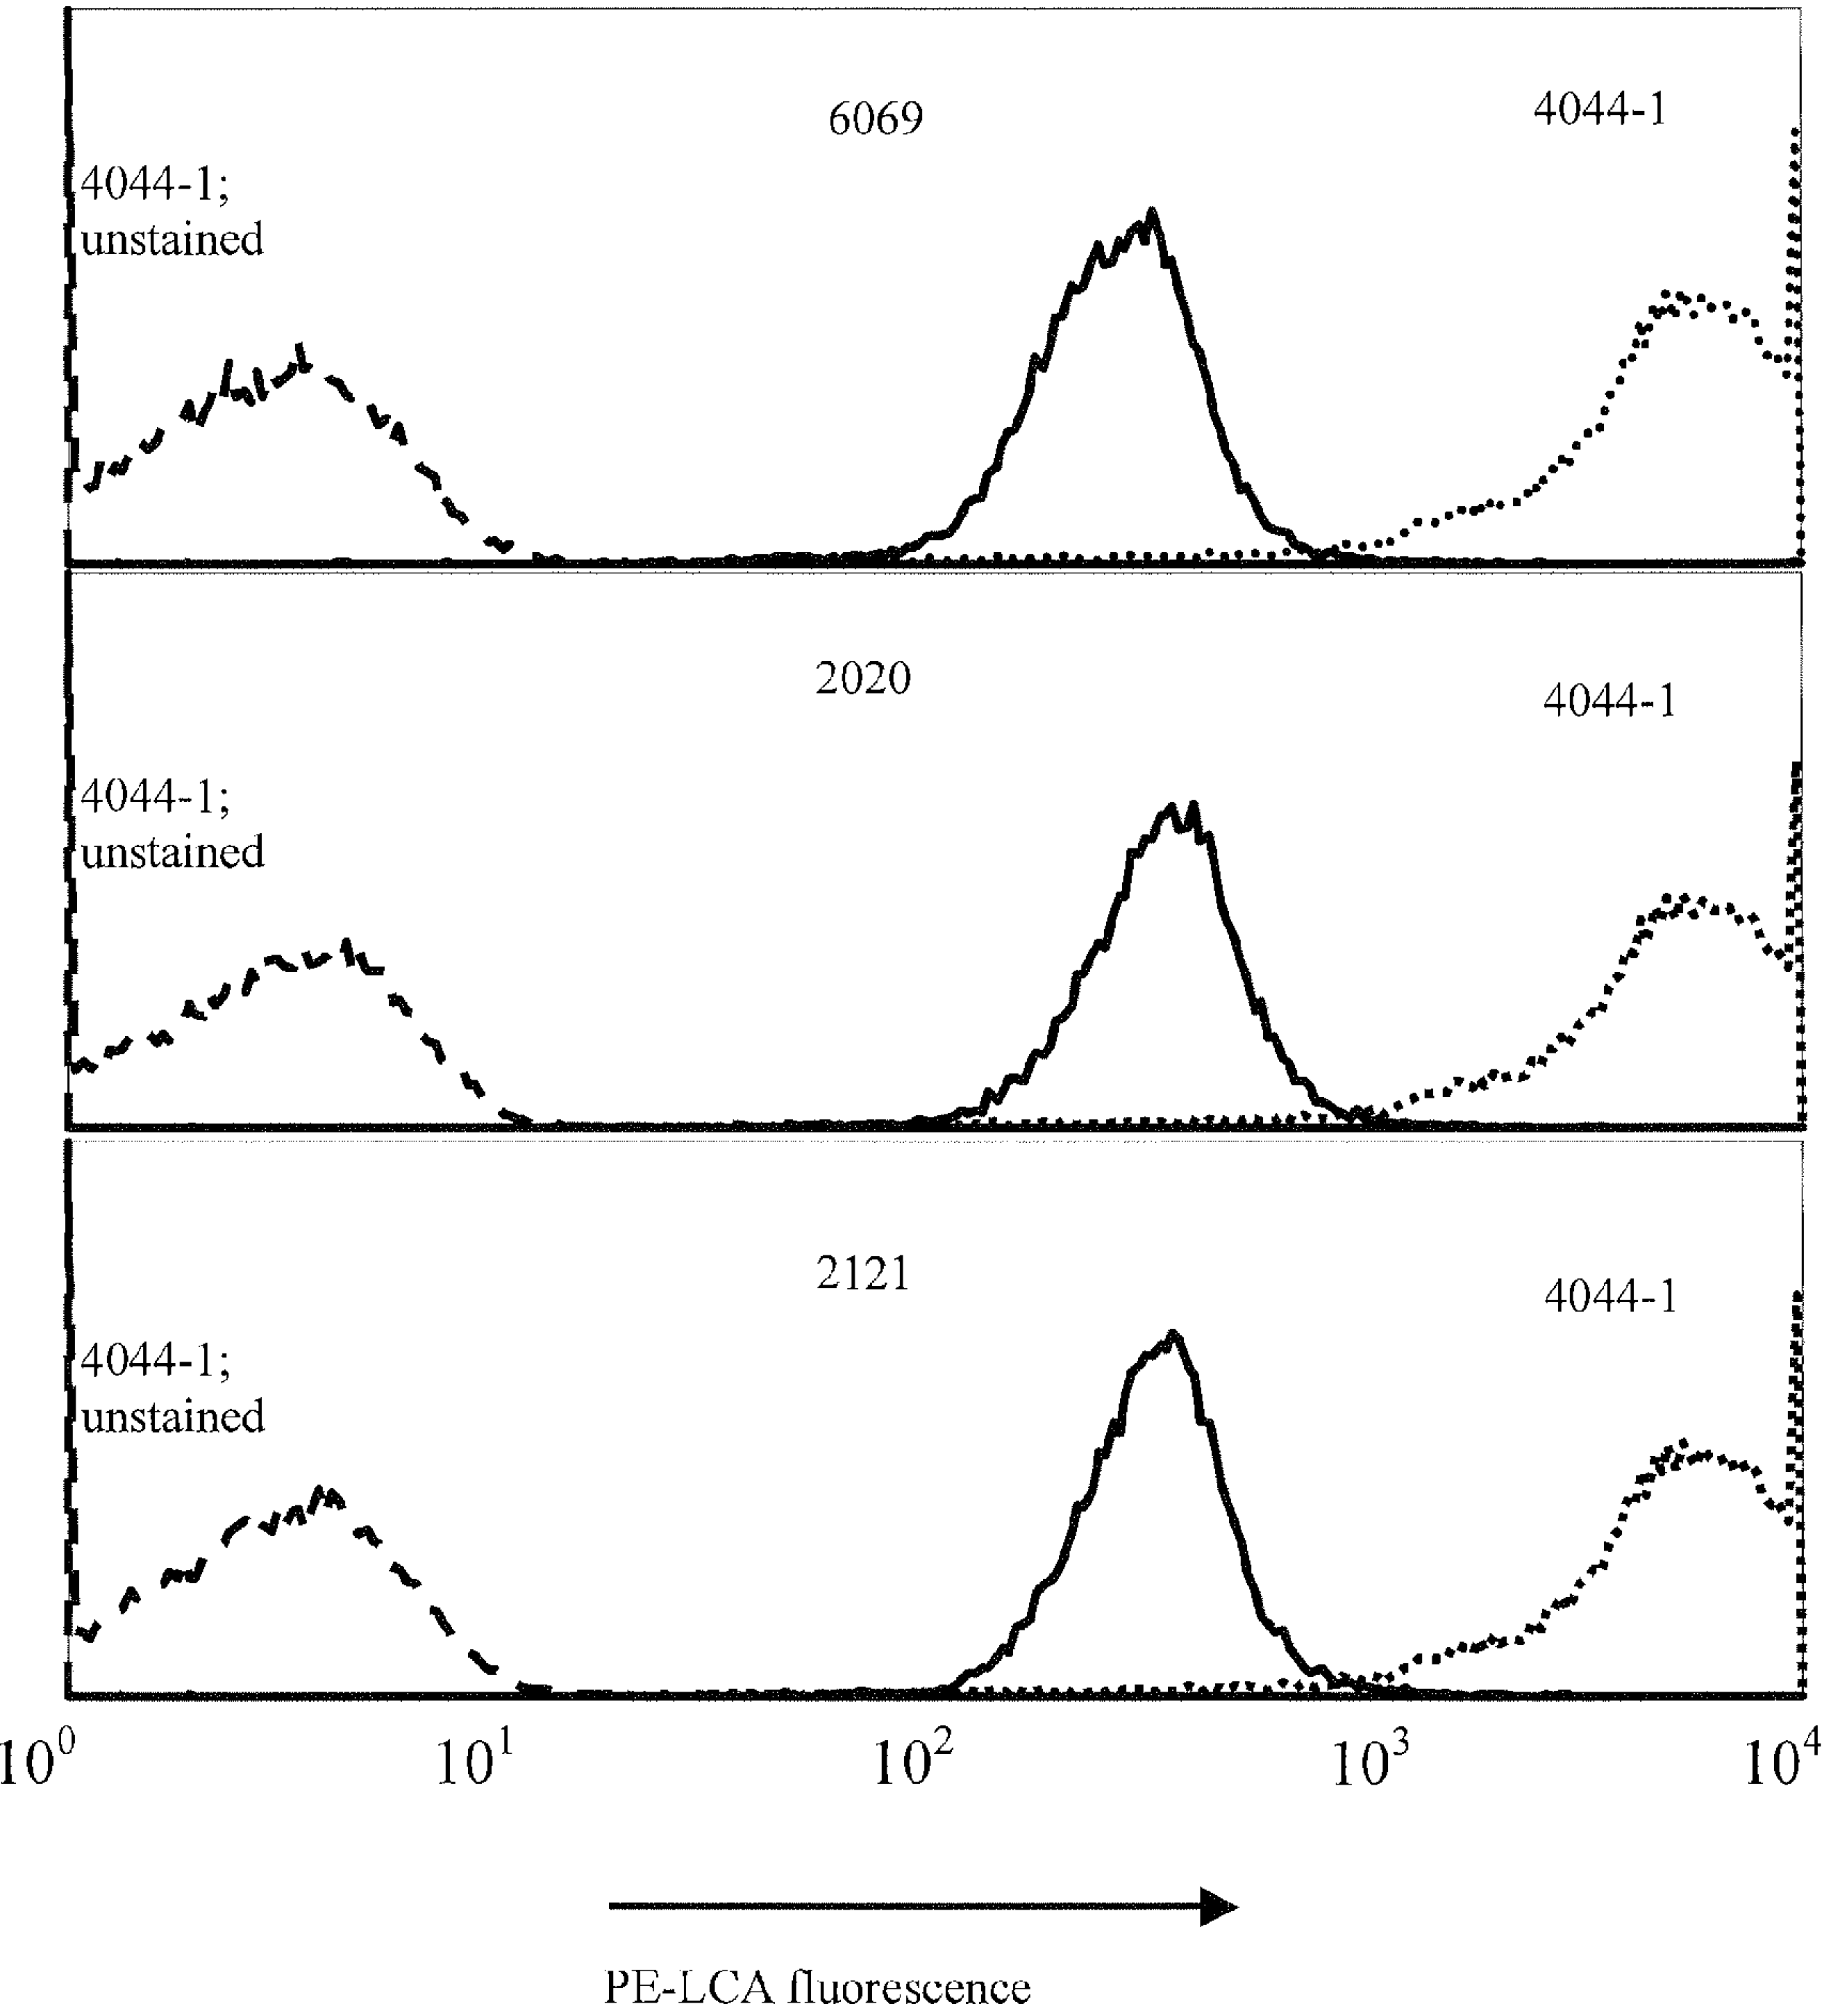 6069
4044-1
4044-1;
unstained
2020
4044-1
4044-1;
unstained
2121
4044-1
4044-1;
unstained
10⁰ 10¹ 10² 10³ 10⁴
PE-LCA fluorescence